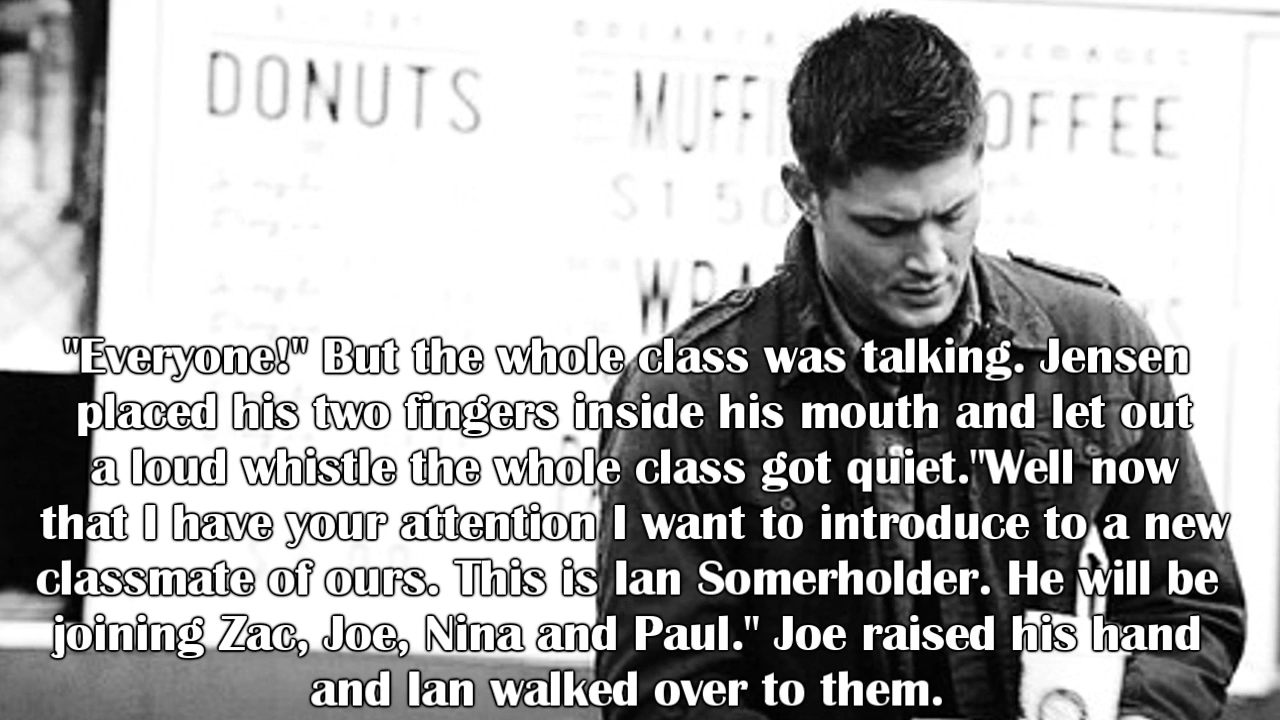 DONUTS
MUFFI OFFEE
$1 50
"Everyone!" But the whole class was talking. Jensen
placed his two fingers inside his mouth and let out
a loud whistle the whole class got quiet."Well now
that I have your attention I want to introduce to a new
classmate of ours. This is Ian Somerholder. He will be
joining Zac, Joe, Nina and Paul." Joe raised his hand
and Ian walked over to them.